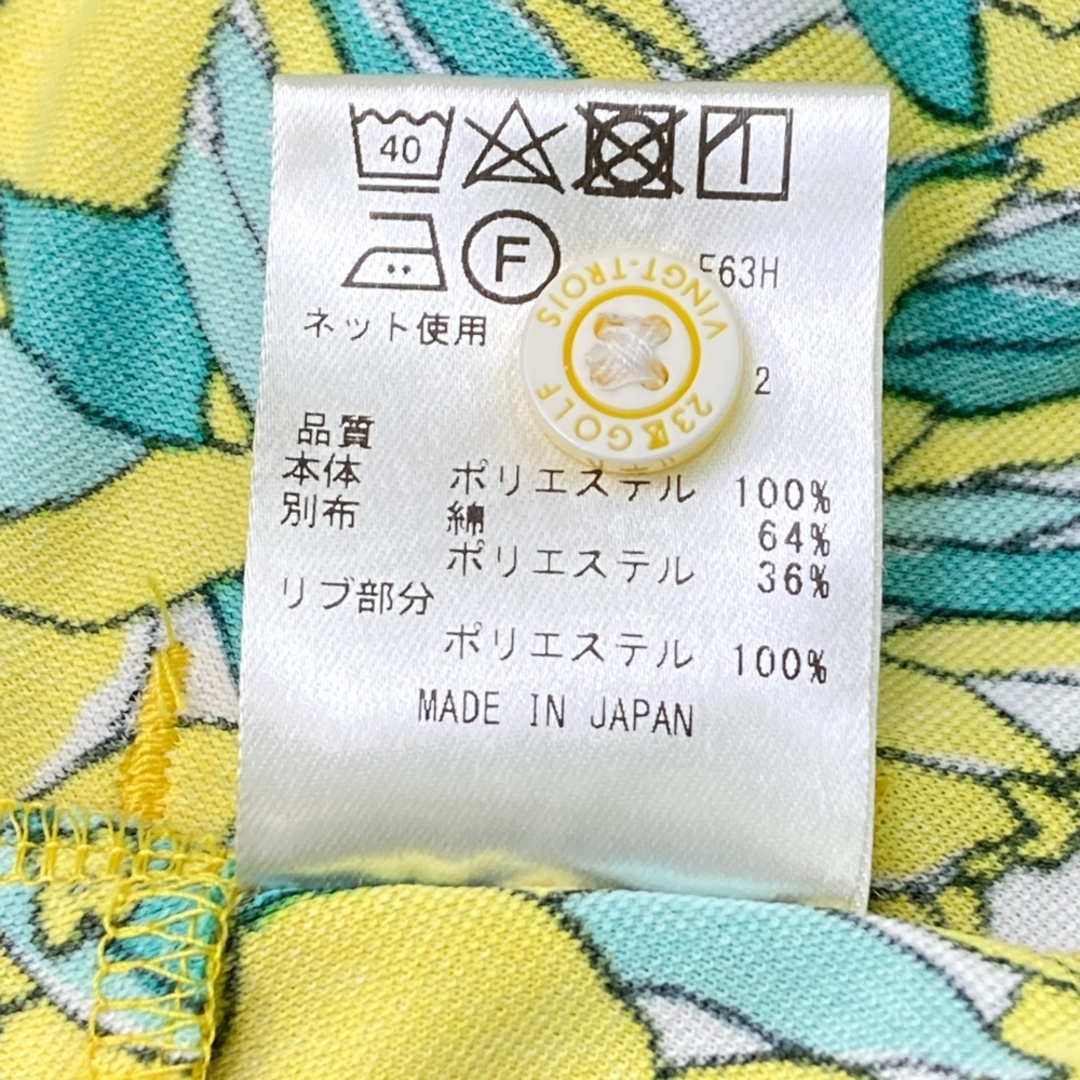 40
F
F63H
ネット使用
VINGT-TROIS
23区GOLF
2
品質
本体 ポリエステル 100%
別布 綿 64%
ポリエステル 36%
リブ部分
ポリエステル 100%
MADE IN JAPAN